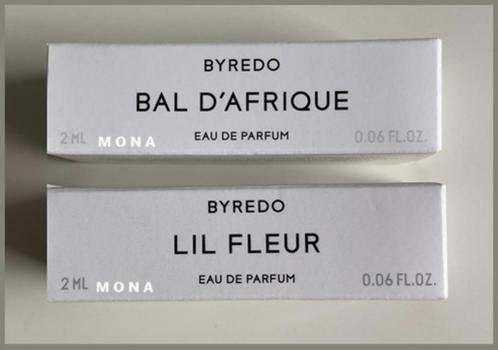 BYREDO
BAL D'AFRIQUE
2 ML MONA EAU DE PARFUM 0.06 FL.OZ.
BYREDO
LIL FLEUR
2 ML MONA EAU DE PARFUM 0.06 FL.OZ.